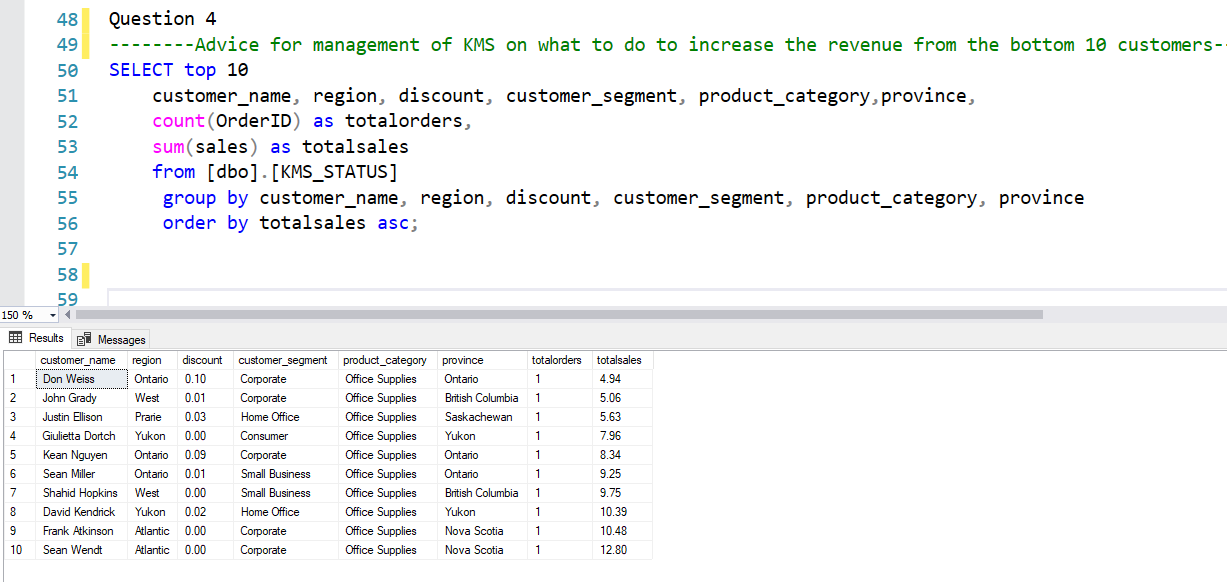 48 Question 4
49 --------Advice for management of KMS on what to do to increase the revenue from the bottom 10 customers--
50 SELECT top 10
51 customer_name, region, discount, customer_segment, product_category,province,
52 count(OrderID) as totalorders,
53 sum(sales) as totalsales
54 from [dbo].[KMS_STATUS]
55 group by customer_name, region, discount, customer_segment, product_category, province
56 order by totalsales asc;
57
58
59
150 %
Results Messages
customer_name region discount customer_segment product_category province totalorders totalsales
1 Don Weiss Ontario 0.10 Corporate Office Supplies Ontario 1 4.94
2 John Grady West 0.01 Corporate Office Supplies British Columbia 1 5.06
3 Justin Ellison Prarie 0.03 Home Office Office Supplies Saskachewan 1 5.63
4 Giulietta Dortch Yukon 0.00 Consumer Office Supplies Yukon 1 7.96
5 Kean Nguyen Ontario 0.09 Corporate Office Supplies Ontario 1 8.34
6 Sean Miller Ontario 0.01 Small Business Office Supplies Ontario 1 9.25
7 Shahid Hopkins West 0.00 Small Business Office Supplies British Columbia 1 9.75
8 David Kendrick Yukon 0.02 Home Office Office Supplies Yukon 1 10.39
9 Frank Atkinson Atlantic 0.00 Corporate Office Supplies Nova Scotia 1 10.48
10 Sean Wendt Atlantic 0.00 Corporate Office Supplies Nova Scotia 1 12.80